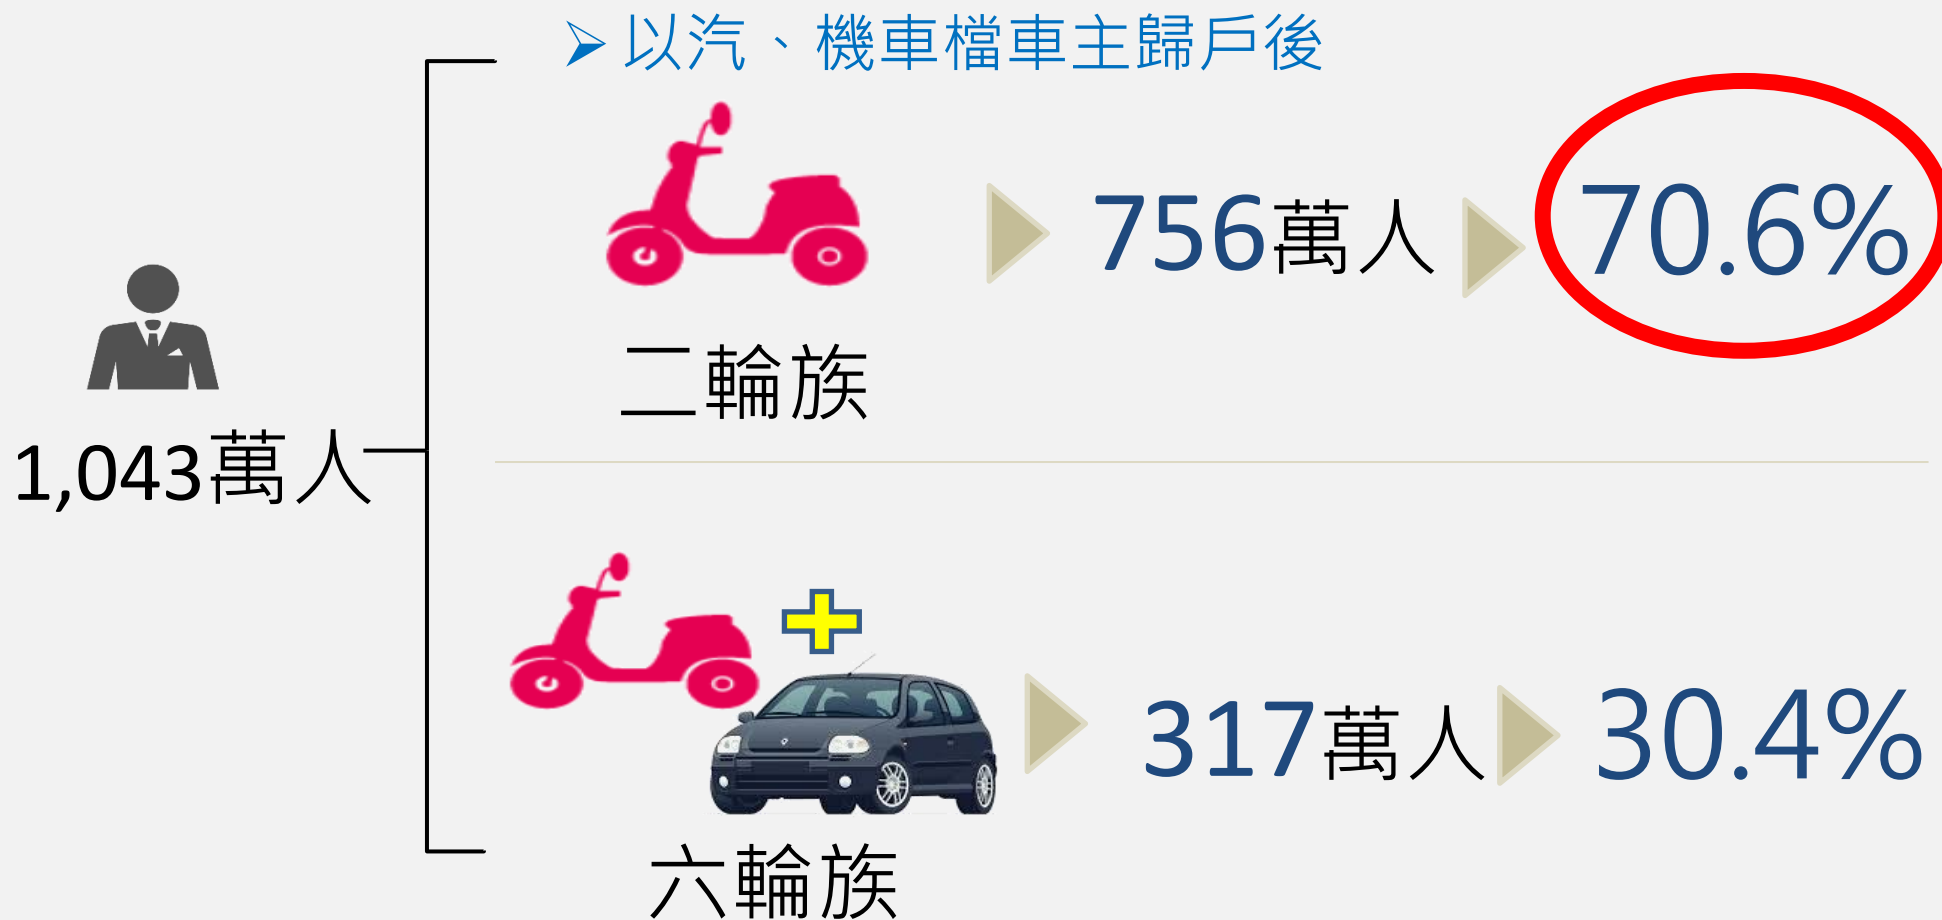 ➢以汽、機車檔車主歸戶後
756萬人
70.6%
二輪族
1,043萬人
317萬人
30.4%
六輪族